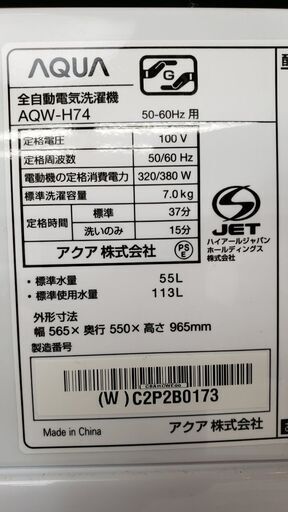 AQUA
G
全自動電気洗濯機
AQW-H74
50-60Hz用
定格電圧 100 V
定格周波数 50/60 Hz
電動機の定格消費電力 320/380 W
標準洗濯容量 7.0kg
定格時間 標準 37分
洗いのみ 15分
アクア 株式会社
PS
E
S
JET
ハイアールジャパン
ホールディングス
株式会社
・標準水量 55L
・標準使用水量 113L
外形寸法
幅 565× 奥行 550× 高さ 965mm
製造番号
(W) C2P2B0173
Made in China
アクア 株式会社